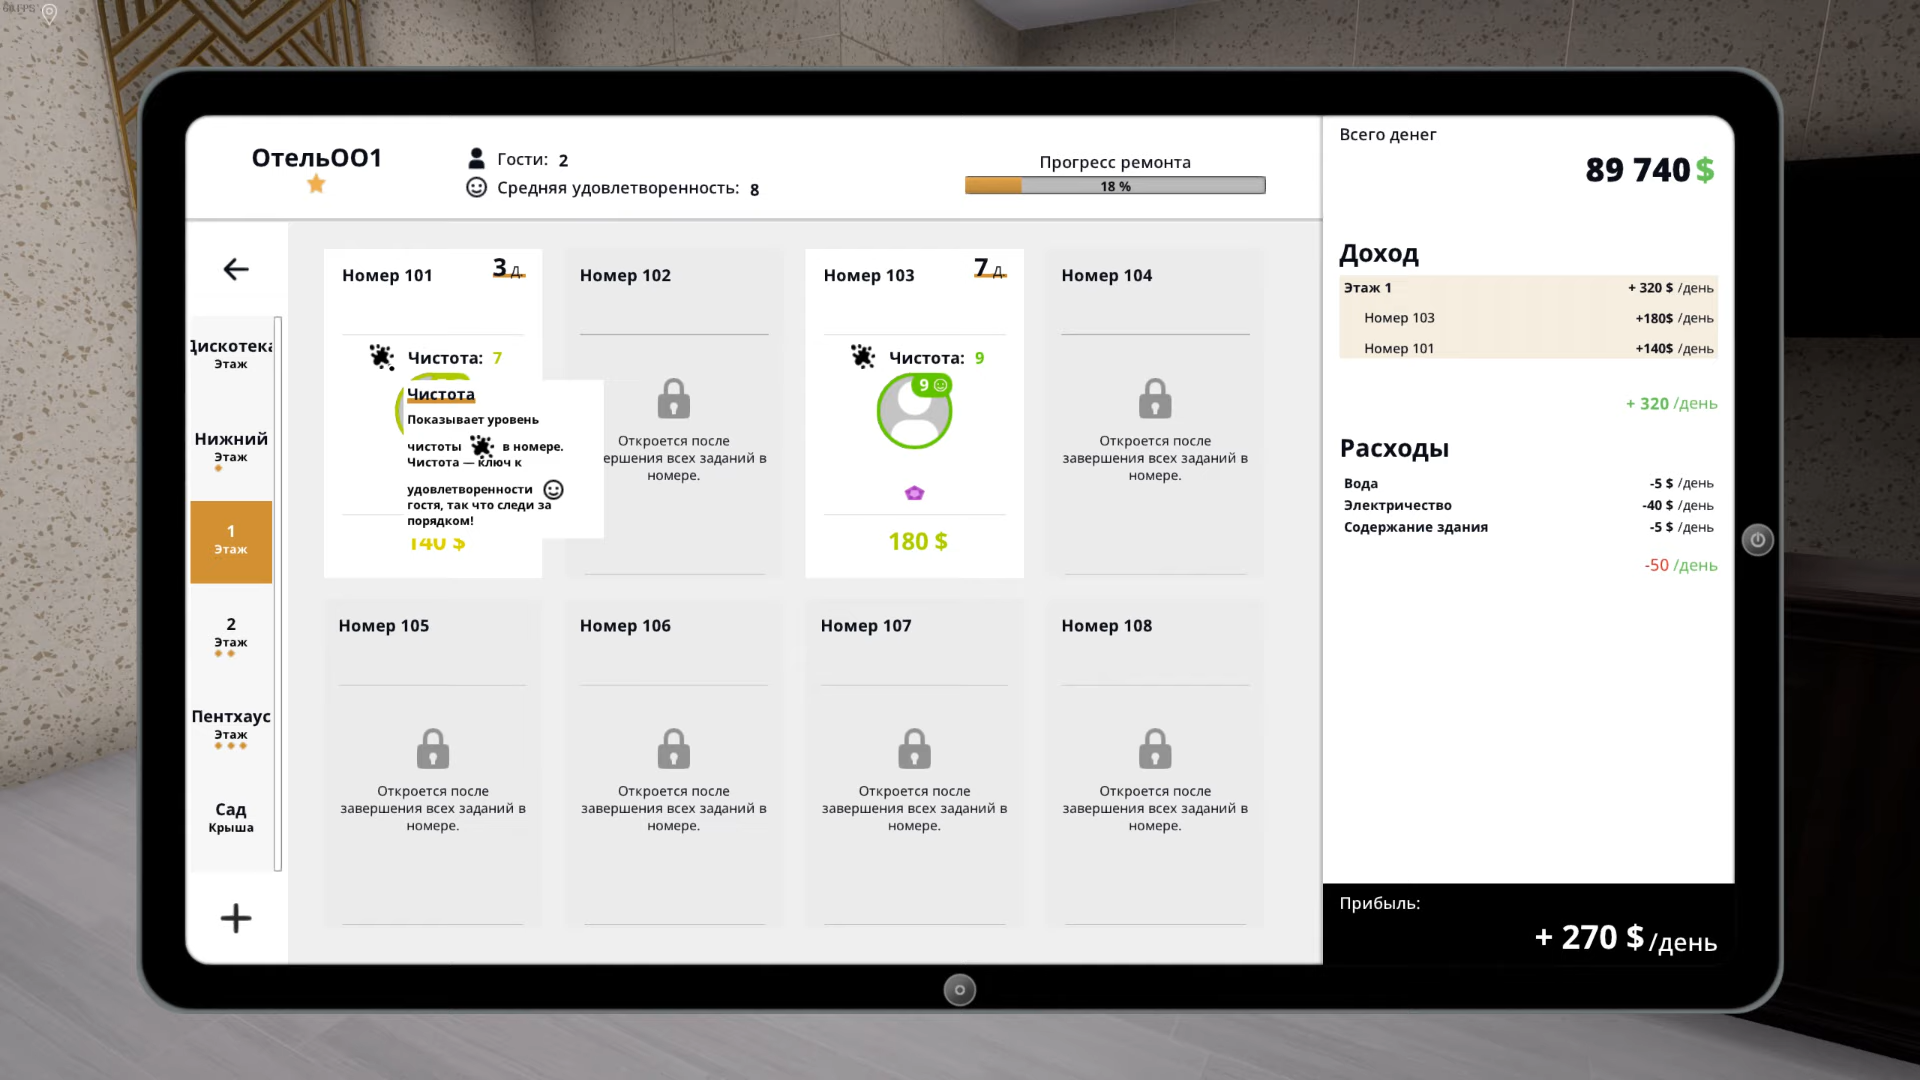 ОтельОО1
Гости: 2
Средняя удовлетворенность: 8
Прогресс ремонта
18 %
Всего денег
89 740 $
Дискотека
Этаж
Нижний
Этаж
1
Этаж
2
Этаж
Пентхаус
Этаж
Сад
Крыша
Номер 101
3 д.
Чистота: 7
Чистота
Показывает уровень
чистоты в номере.
Чистота — ключ к
удовлетворенности
гостя, так что следи за
порядком!
140 $
Номер 102
Откроется после
ершения всех заданий в
номере.
Номер 103
7 д.
Чистота: 9
9
180 $
Номер 104
Откроется после
завершения всех заданий в
номере.
Номер 105
Откроется после
завершения всех заданий в
номере.
Номер 106
Откроется после
завершения всех заданий в
номере.
Номер 107
Откроется после
завершения всех заданий в
номере.
Номер 108
Откроется после
завершения всех заданий в
номере.
Доход
Этаж 1 + 320 $ /день
Номер 103 +180$ /день
Номер 101 +140$ /день
+ 320 /день
Расходы
Вода -5 $ /день
Электричество -40 $ /день
Содержание здания -5 $ /день
-50 /день
Прибыль:
+ 270 $ /день